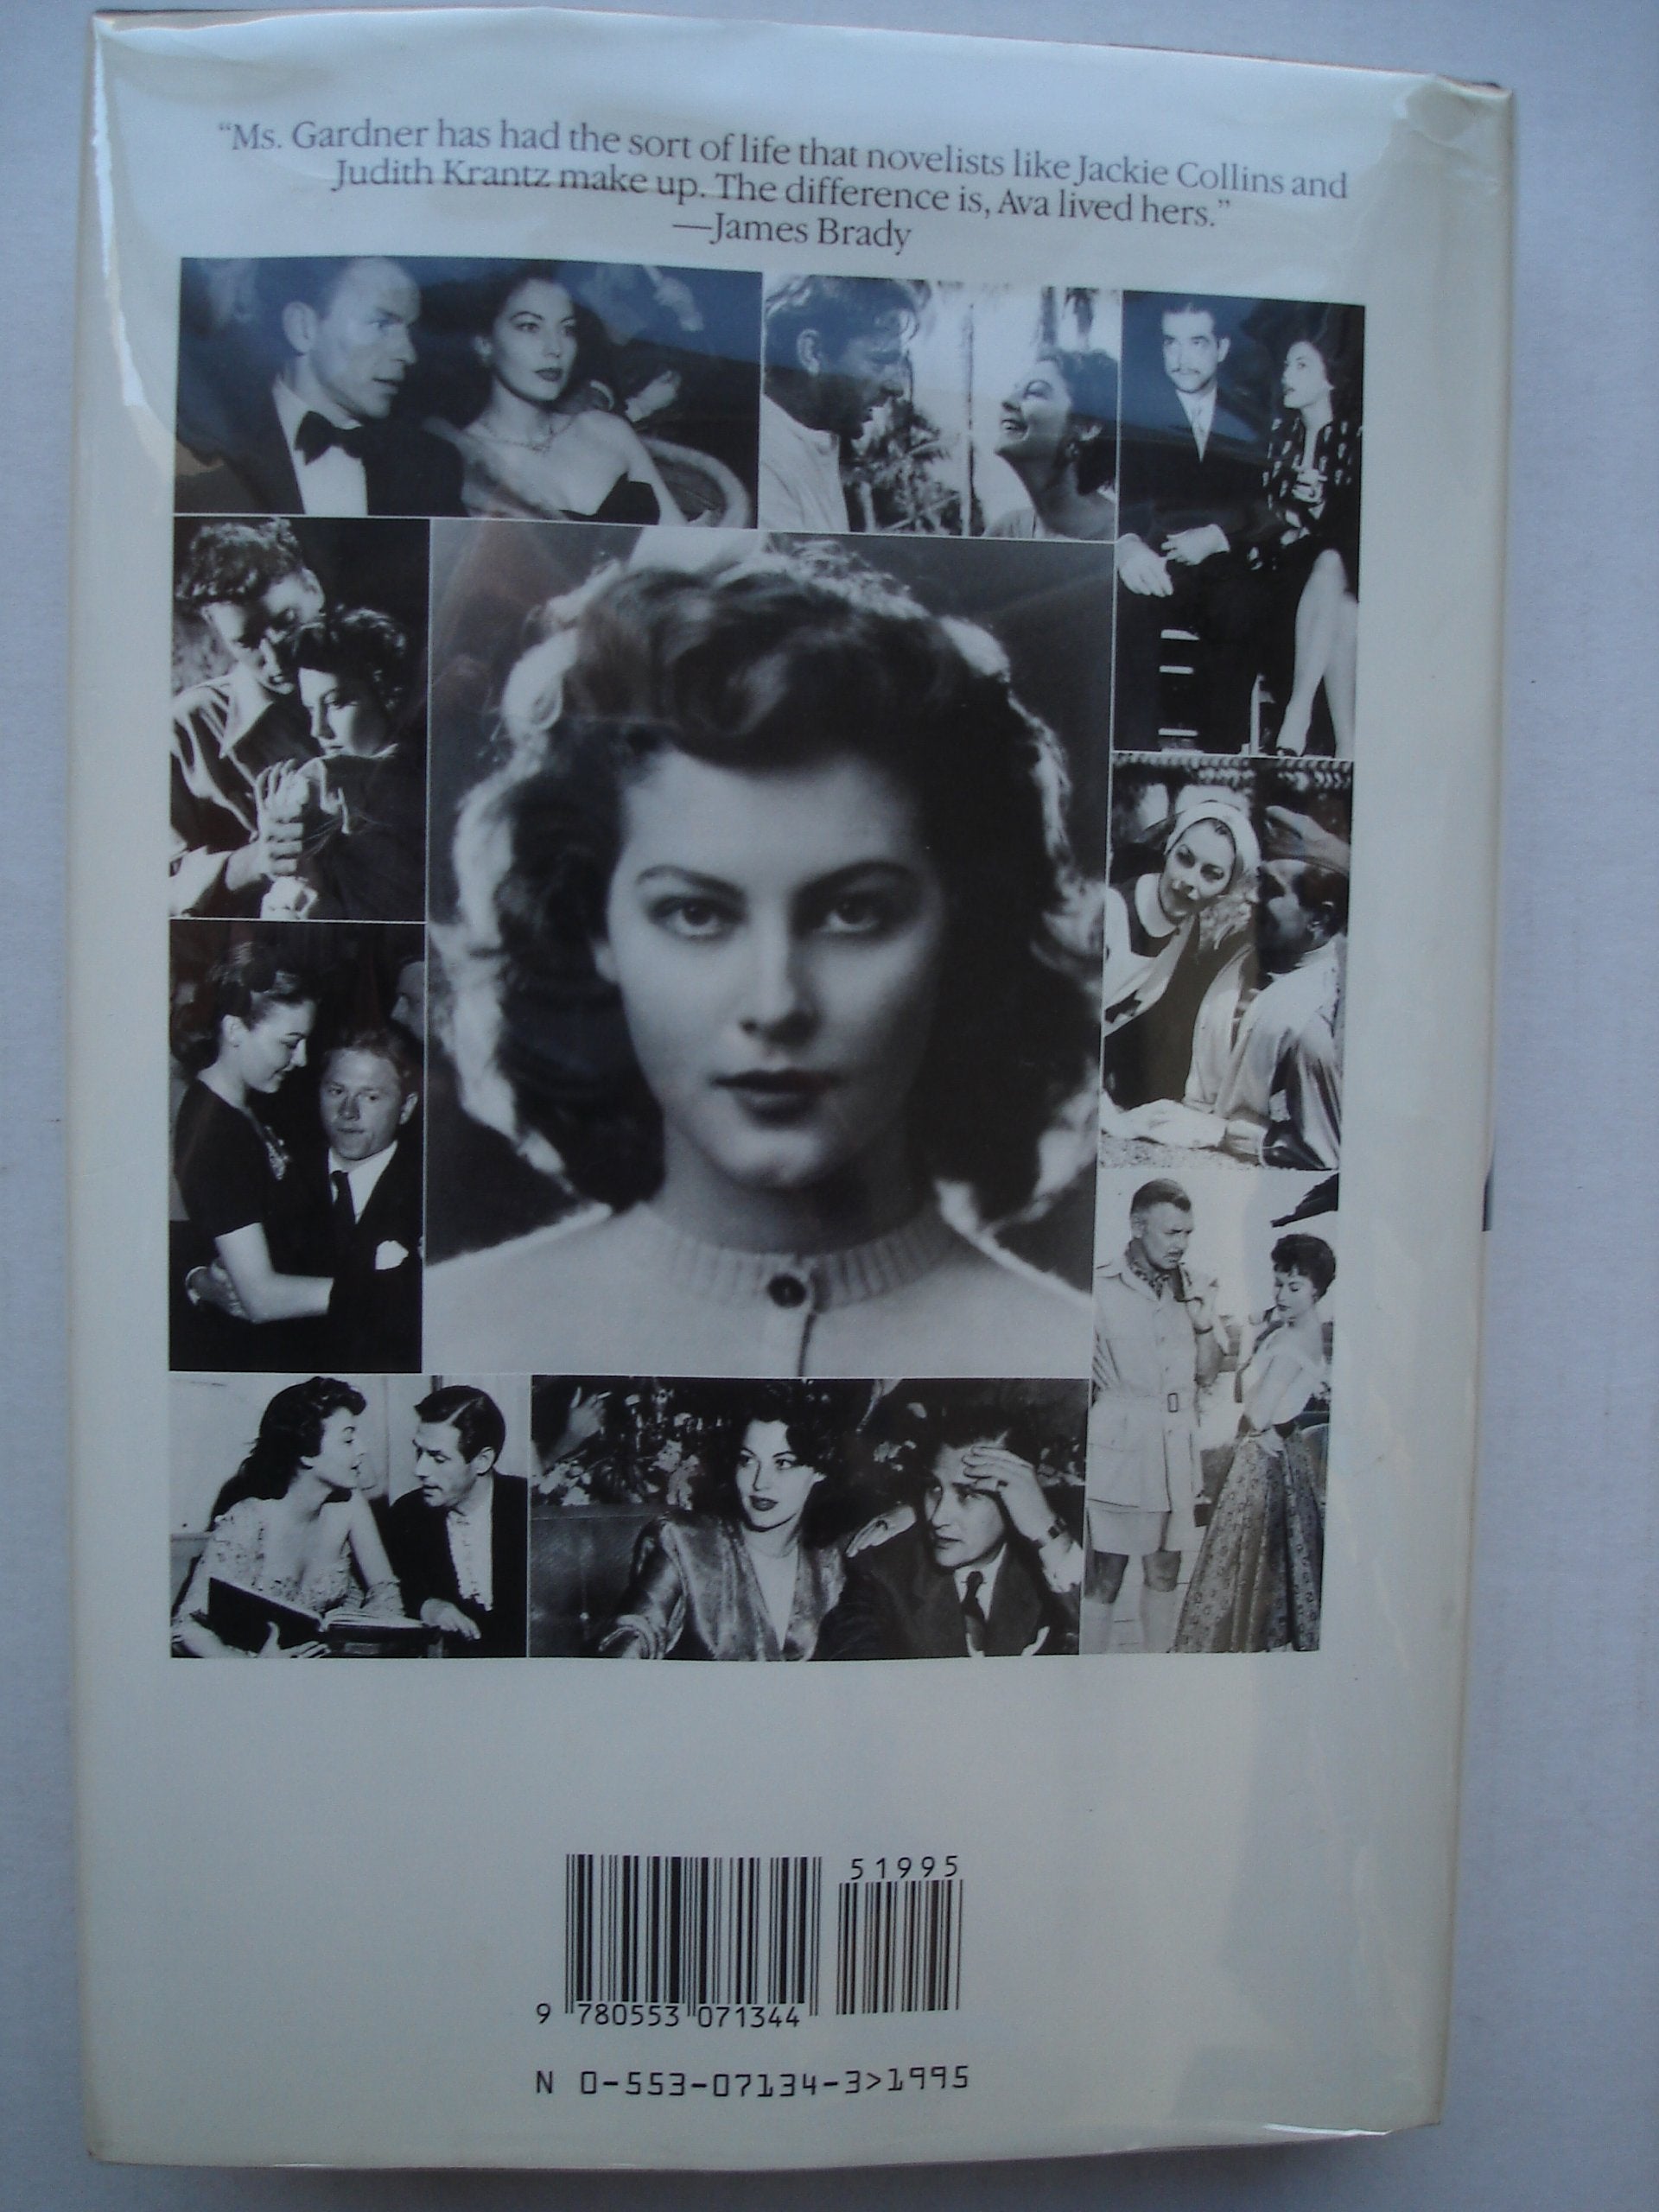 “Ms. Gardner has had the sort of life that novelists like Jackie Collins and
Judith Krantz make up. The difference is, Ava lived hers.”
—James Brady
51995
9 780553 071344
N 0-553-07134-3>1995